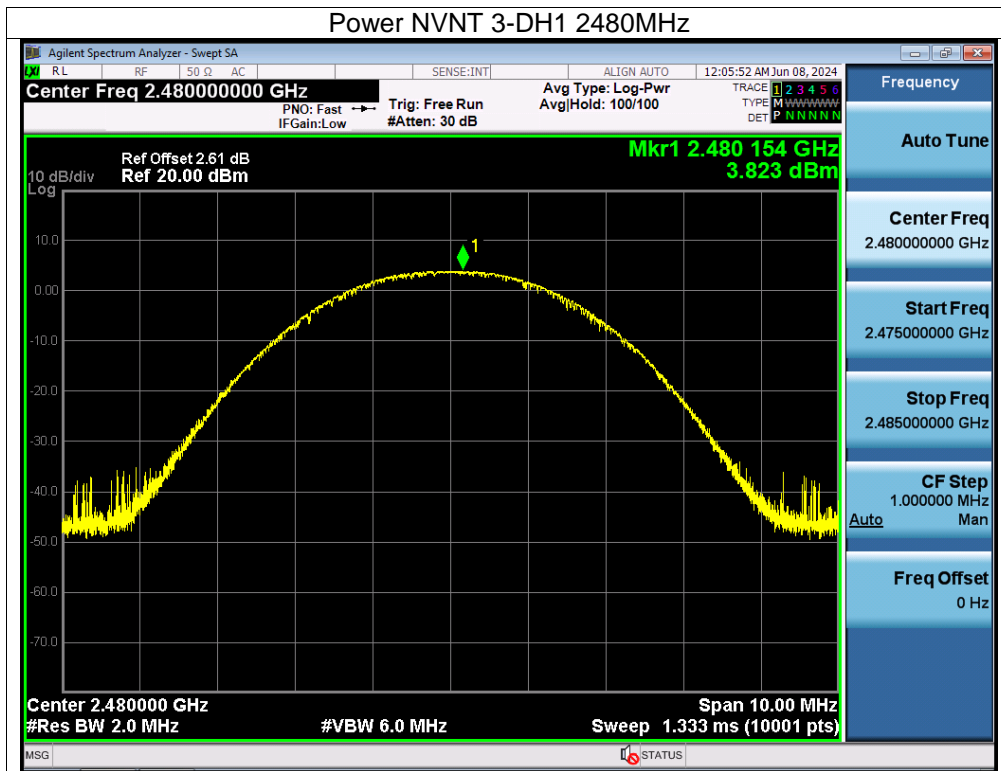 Power NVNT 3-DH1 2480MHz
Agilent Spectrum Analyzer - Swept SA
LXI RL RF 50 Ω AC SENSE:INT ALIGN AUTO 12:05:52 AM Jun 08, 2024
Center Freq 2.480000000 GHz
PNO: Fast
IFGain:Low
Trig: Free Run
#Atten: 30 dB
Avg Type: Log-Pwr
Avg|Hold: 100/100
TRACE 1 2 3 4 5 6
TYPE M WWWWW
DET P N N N N N
Frequency
Auto Tune
Center Freq
2.480000000 GHz
Start Freq
2.475000000 GHz
Stop Freq
2.485000000 GHz
CF Step
1.000000 MHz
Auto Man
Freq Offset
0 Hz
Mkr1 2.480 154 GHz
3.823 dBm
Ref Offset 2.61 dB
10 dB/div Ref 20.00 dBm
Log
10.0
0.00
-10.0
-20.0
-30.0
-40.0
-50.0
-60.0
-70.0
1
Center 2.480000 GHz Span 10.00 MHz
#Res BW 2.0 MHz #VBW 6.0 MHz Sweep 1.333 ms (10001 pts)
MSG STATUS